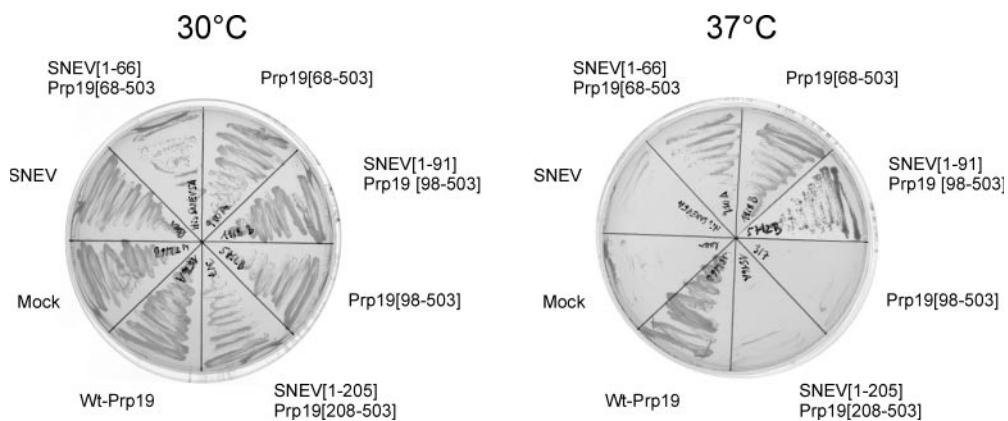 30°C
SNEV[1-66]
Prp19[68-503
Prp19[68-503]
SNEV
SNEV[1-91]
Prp19 [98-503]
Mock
Prp19[98-503]
Wt-Prp19
SNEV[1-205]
Prp19[208-503]
37°C
SNEV[1-66]
Prp19[68-503
Prp19[68-503]
SNEV
SNEV[1-91]
Prp19 [98-503]
Mock
Prp19[98-503]
Wt-Prp19
SNEV[1-205]
Prp19[208-503]